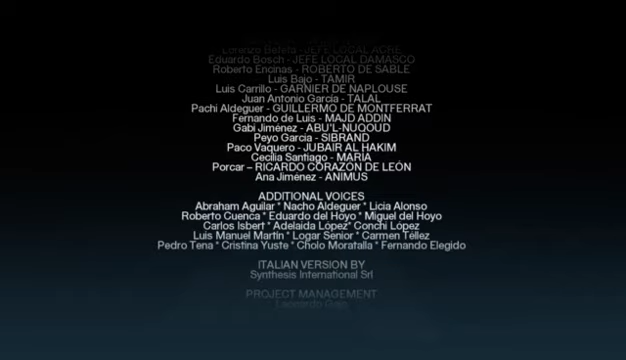 Lorenzo Beteta - JEFE LOCAL ACRE
Eduardo Bosch - JEFE LOCAL DAMASCO
Roberto Encinas - ROBERTO DE SABLE
Luis Bajo - TAMIR
Luis Carrillo - GARNIER DE NAPLOUSE
Juan Antonio García - TALAL
Pachi Aldeguer - GUILLERMO DE MONTFERRAT
Fernando de Luis - MAJD ADDIN
Gabi Jiménez - ABU'L-NUQOUD
Peyo García - SIBRAND
Paco Vaquero - JUBAIR AL HAKIM
Cecilia Santiago - MARIA
Porcar – RICARDO CORAZON DE LEÓN
Ana Jiménez - ANIMUS
ADDITIONAL VOICES
Abraham Aguilar * Nacho Aldeguer * Licia Alonso
Roberto Cuenca * Eduardo del Hoyo * Miguel del Hoyo
Carlos Isbert * Adelaida López* Conchi López
Luis Manuel Martín * Logar Senior * Carmen Téllez
Pedro Tena * Cristina Yuste * Cholo Moratalla * Fernando Elegido
ITALIAN VERSION BY
Synthesis International Srl
PROJECT MANAGEMENT
Leonardo